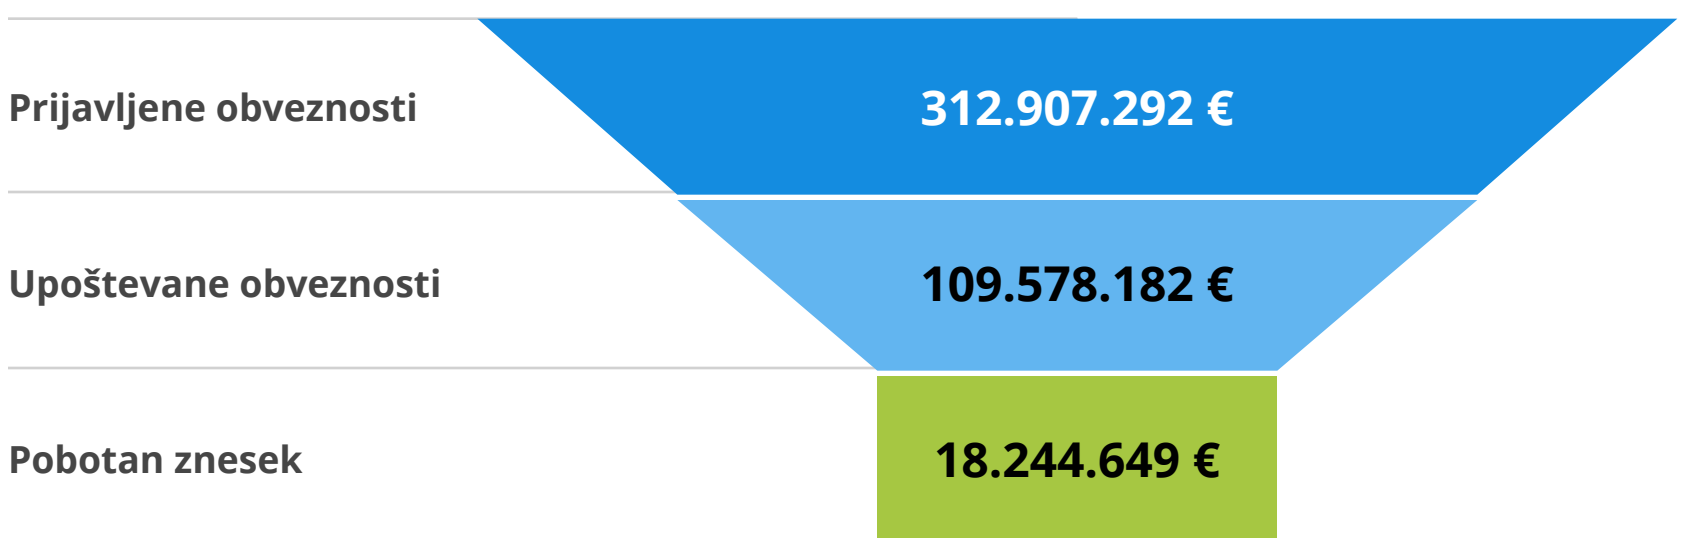 Prijavljene obveznosti
312.907.292 €
Upoštevane obveznosti
109.578.182 €
Pobotan znesek
18.244.649 €